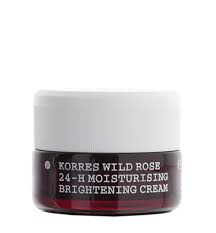 KORRES WILD ROSE
24-H MOISTURISING
BRIGHTENING CREAM